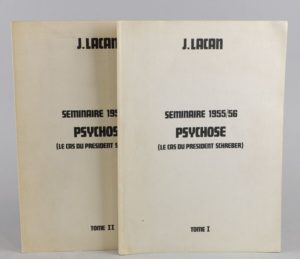 J.LACAN
SEMINAIRE 195
PSYCHOSE
(LE CAS DU PRESIDENT S
TOME II
J.LACAN
SEMINAIRE 1955/56
PSYCHOSE
(LE CAS DU PRESIDENT SCHREBER)
TOME I